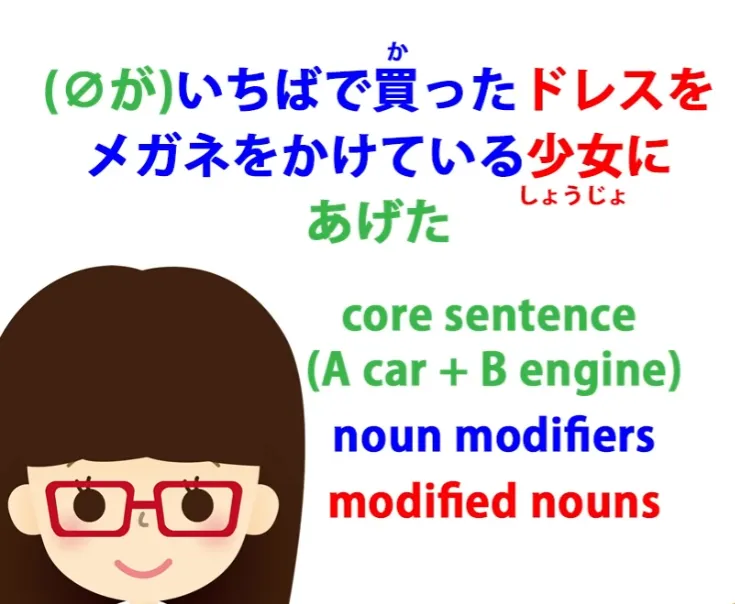 か
(∅が)いちばで買ったドレスを
メガネをかけている少女に
しょうじょ
あげた
core sentence
(A car + B engine)
noun modifiers
modified nouns